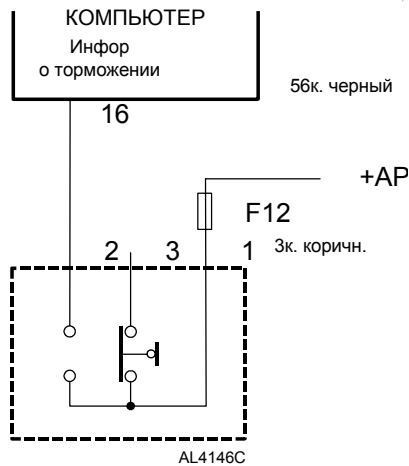 КОМПЬЮТЕР
Инфор
о торможении
56к. черный
16
+AP
F12
2 3 1 3к. коричн.
AL4146C